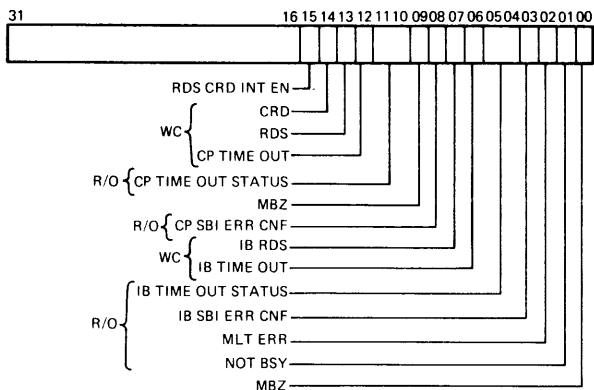 31 16 15 14 13 12 11 10 09 08 07 06 05 04 03 02 01 00
RDS CRD INT EN
CRD
WC
RDS
CP TIME OUT
R/O CP TIME OUT STATUS
MBZ
R/O CP SBI ERR CNF
IB RDS
WC
IB TIME OUT
IB TIME OUT STATUS
IB SBI ERR CNF
R/O
MLT ERR
NOT BSY
MBZ